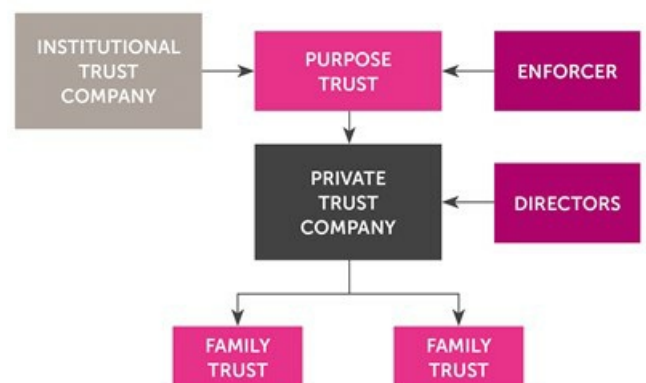 INSTITUTIONAL
TRUST
COMPANY
PURPOSE
TRUST
ENFORCER
PRIVATE
TRUST
COMPANY
DIRECTORS
FAMILY
TRUST
FAMILY
TRUST